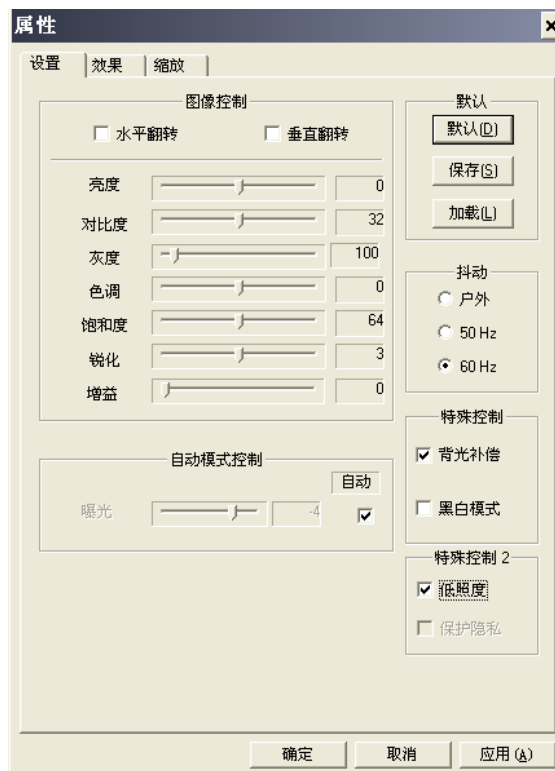 属性
设置 效果 缩放
图像控制
水平翻转 垂直翻转
亮度 0
对比度 32
灰度 100
色调 0
饱和度 64
锐化 3
增益 0
自动模式控制
自动
曝光 -4
默认
默认(D)
保存(S)
加载(L)
抖动
户外
50 Hz
60 Hz
特殊控制
背光补偿
黑白模式
特殊控制 2
低照度
保护隐私
确定 取消 应用 (A)